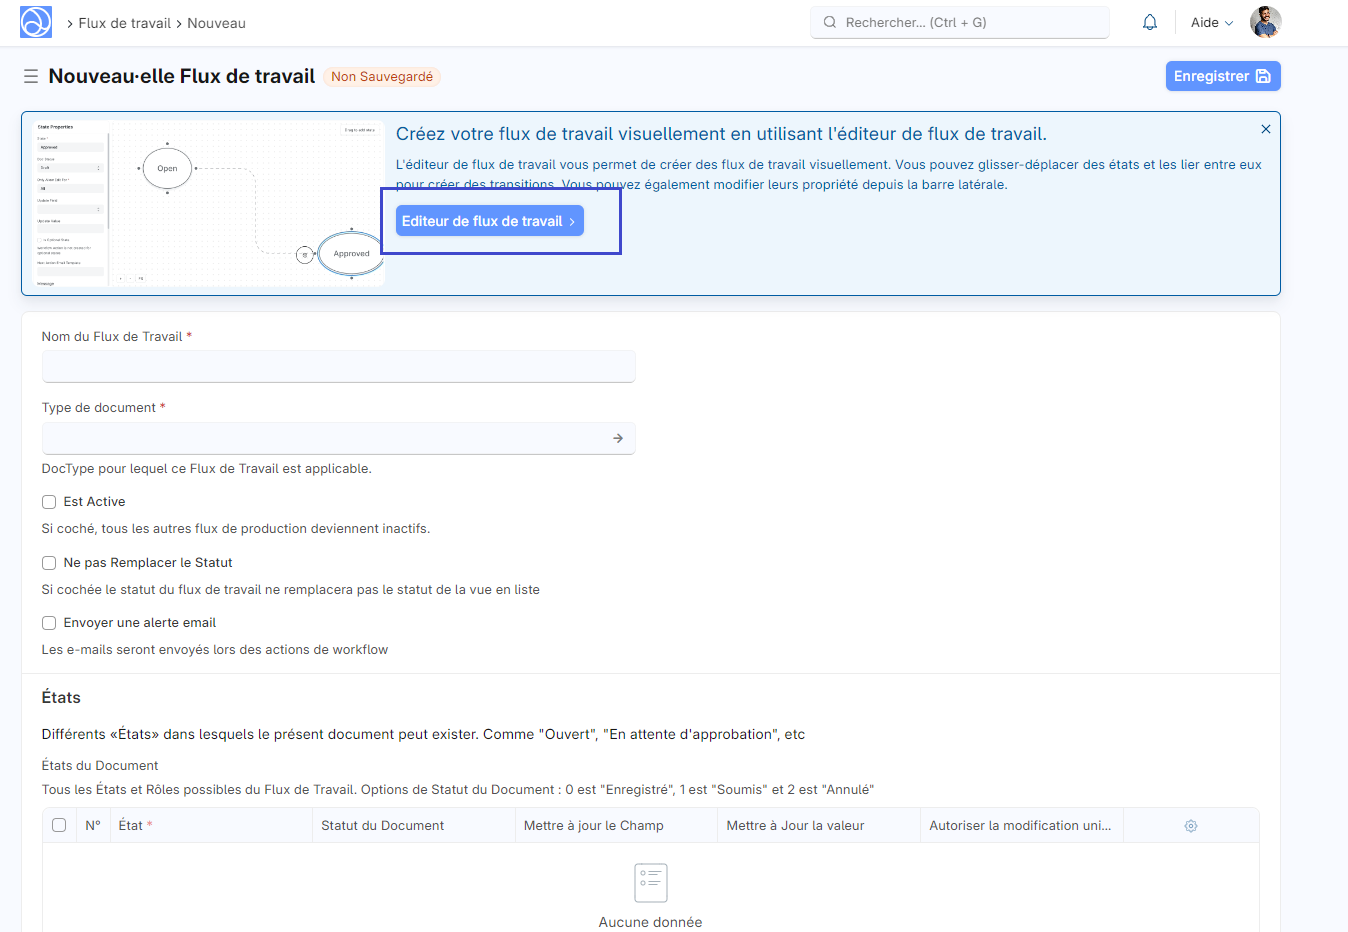 Flux de travail
Nouveau
Rechercher... (Ctrl + G)
Aide
Nouveau·elle Flux de travail
Non Sauvegardé
Enregistrer
State Properties
Open
Approved
Créez votre flux de travail visuellement en utilisant l'éditeur de flux de travail.
L'éditeur de flux de travail vous permet de créer des flux de travail visuellement. Vous pouvez glisser-déplacer des états et les lier entre eux
pour créer des transitions. Vous pouvez également modifier leurs propriété depuis la barre latérale.
Editeur de flux de travail
Nom du Flux de Travail *
Type de document *
DocType pour lequel ce Flux de Travail est applicable.
Est Active
Si coché, tous les autres flux de production deviennent inactifs.
Ne pas Remplacer le Statut
Si cochée le statut du flux de travail ne remplacera pas le statut de la vue en liste
Envoyer une alerte email
Les e-mails seront envoyés lors des actions de workflow
États
Différents «États» dans lesquels le présent document peut exister. Comme "Ouvert", "En attente d'approbation", etc
États du Document
Tous les États et Rôles possibles du Flux de Travail. Options de Statut du Document : 0 est "Enregistré", 1 est "Soumis" et 2 est "Annulé"
N° État * Statut du Document Mettre à jour le Champ Mettre à Jour la valeur Autoriser la modification uni...
Aucune donnée